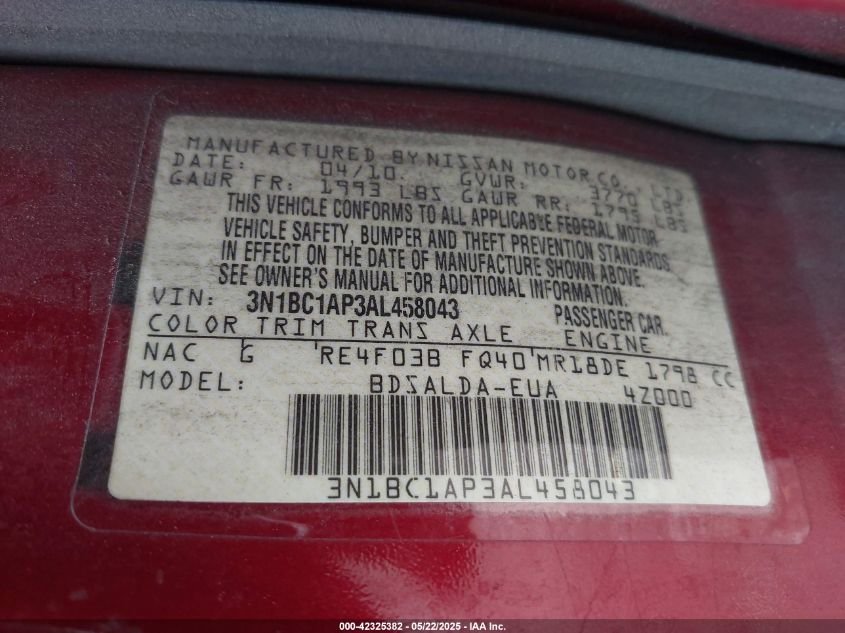 MANUFACTURED BY NISSAN MOTOR CO., LTD.
DATE: 04/10. GVWR: 3770 LBS
GAWR FR: 1993 LBS GAWR RR: 1795 LBS
THIS VEHICLE CONFORMS TO ALL APPLICABLE FEDERAL MOTOR
VEHICLE SAFETY, BUMPER AND THEFT PREVENTION STANDARDS
IN EFFECT ON THE DATE OF MANUFACTURE SHOWN ABOVE.
SEE OWNER'S MANUAL FOR ADDITIONAL INFORMATION.
VIN: 3N1BC1AP3AL458043 PASSENGER CAR.
COLOR TRIM TRANS AXLE ENGINE
NAC G RE4F03B FQ40 MR18DE 1798 CC
MODEL: BDSALDA-EUA 4Z000
3N1BC1AP3AL458043
000-42325382 - 05/22/2025 - IAA Inc.